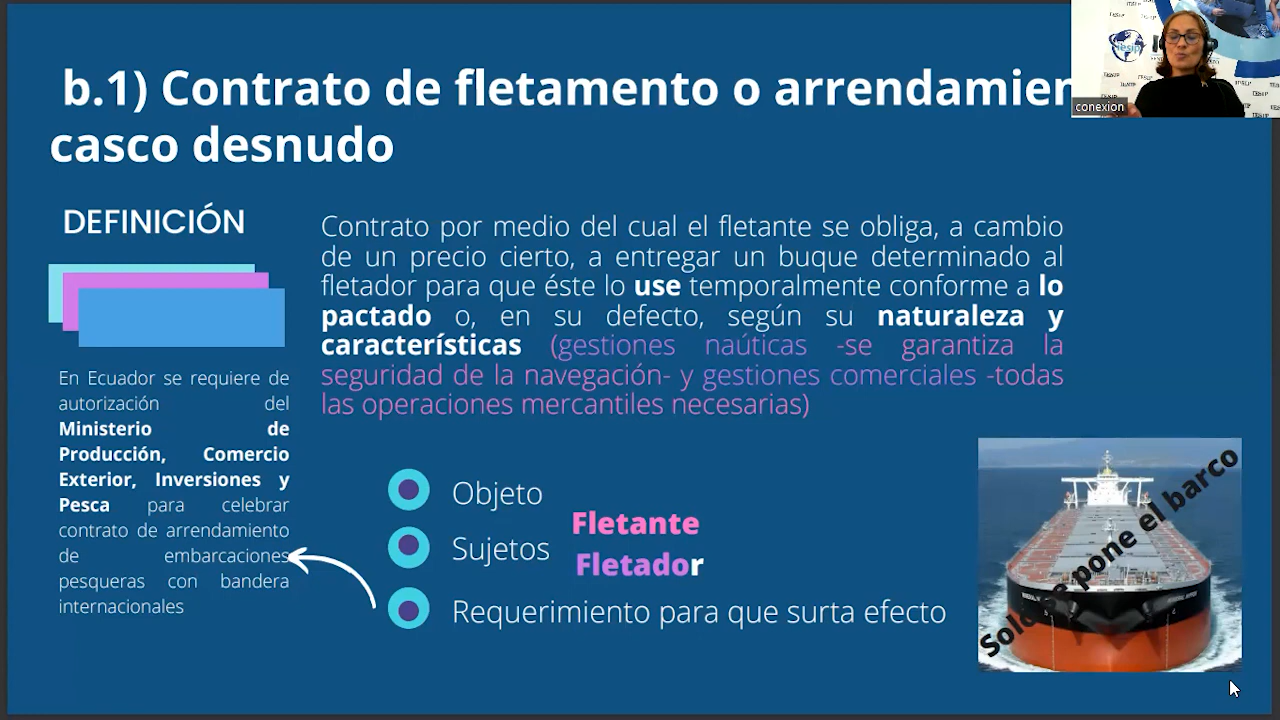 b.1) Contrato de fletamento o arrendamien
casco desnudo
DEFINICIÓN
Contrato por medio del cual el fletante se obliga, a cambio
de un precio cierto, a entregar un buque determinado al
fletador para que éste lo use temporalmente conforme a lo
pactado o, en su defecto, según su naturaleza y
características (gestiones naúticas -se garantiza la
seguridad de la navegación- y gestiones comerciales -todas
las operaciones mercantiles necesarias)
En Ecuador se requiere de
autorización del
Ministerio de
Producción, Comercio
Exterior, Inversiones y
Pesca para celebrar
contrato de arrendamiento
de embarcaciones
pesqueras con bandera
internacionales
Objeto
Fletante
Sujetos
Fletador
Requerimiento para que surta efecto
pone el barco
conexion
iesip